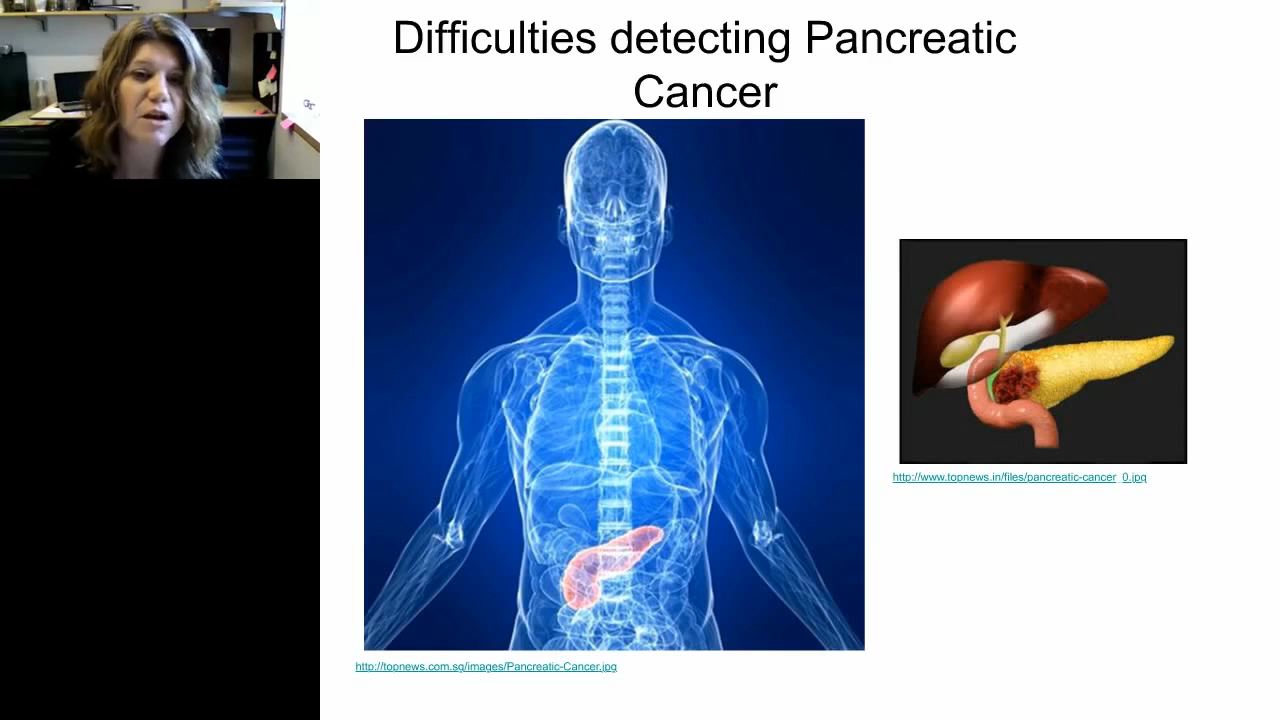 Difficulties detecting Pancreatic
Cancer
http://www.topnews.in/files/pancreatic-cancer_0.jpg
http://topnews.com.sg/images/Pancreatic-Cancer.jpg